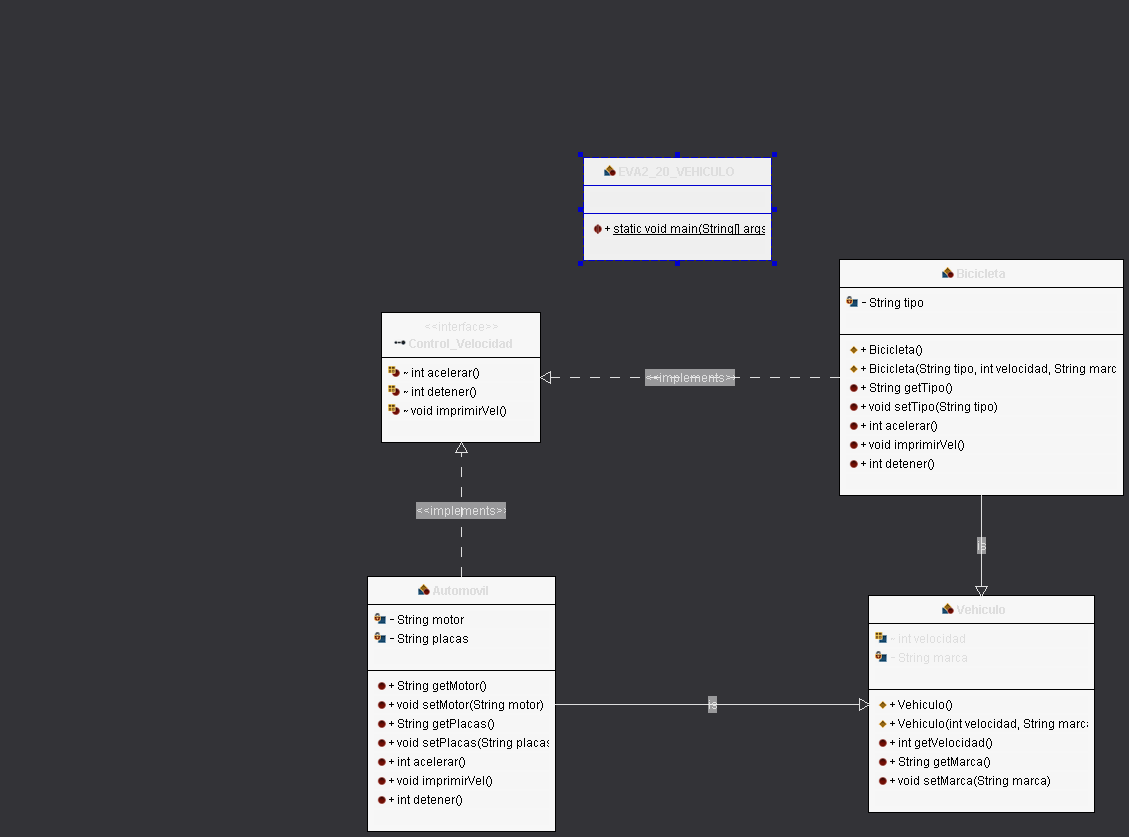 EVA2_20_VEHICULO
+ static void main(String[] args
Bicicleta
- String tipo
+ Bicicleta()
+ Bicicleta(String tipo, int velocidad, String marc
+ String getTipo()
+ void setTipo(String tipo)
+ int acelerar()
+ void imprimirVel()
+ int detener()
<<interface>>
Control_Velocidad
~ int acelerar()
~ int detener()
~ void imprimirVel()
<<implements>>
<<implements>>
is
Automovil
- String motor
- String placas
+ String getMotor()
+ void setMotor(String motor)
+ String getPlacas()
+ void setPlacas(String placas
+ int acelerar()
+ void imprimirVel()
+ int detener()
is
Vehiculo
- int velocidad
- String marca
+ Vehiculo()
+ Vehiculo(int velocidad, String marca
+ int getVelocidad()
+ String getMarca()
+ void setMarca(String marca)